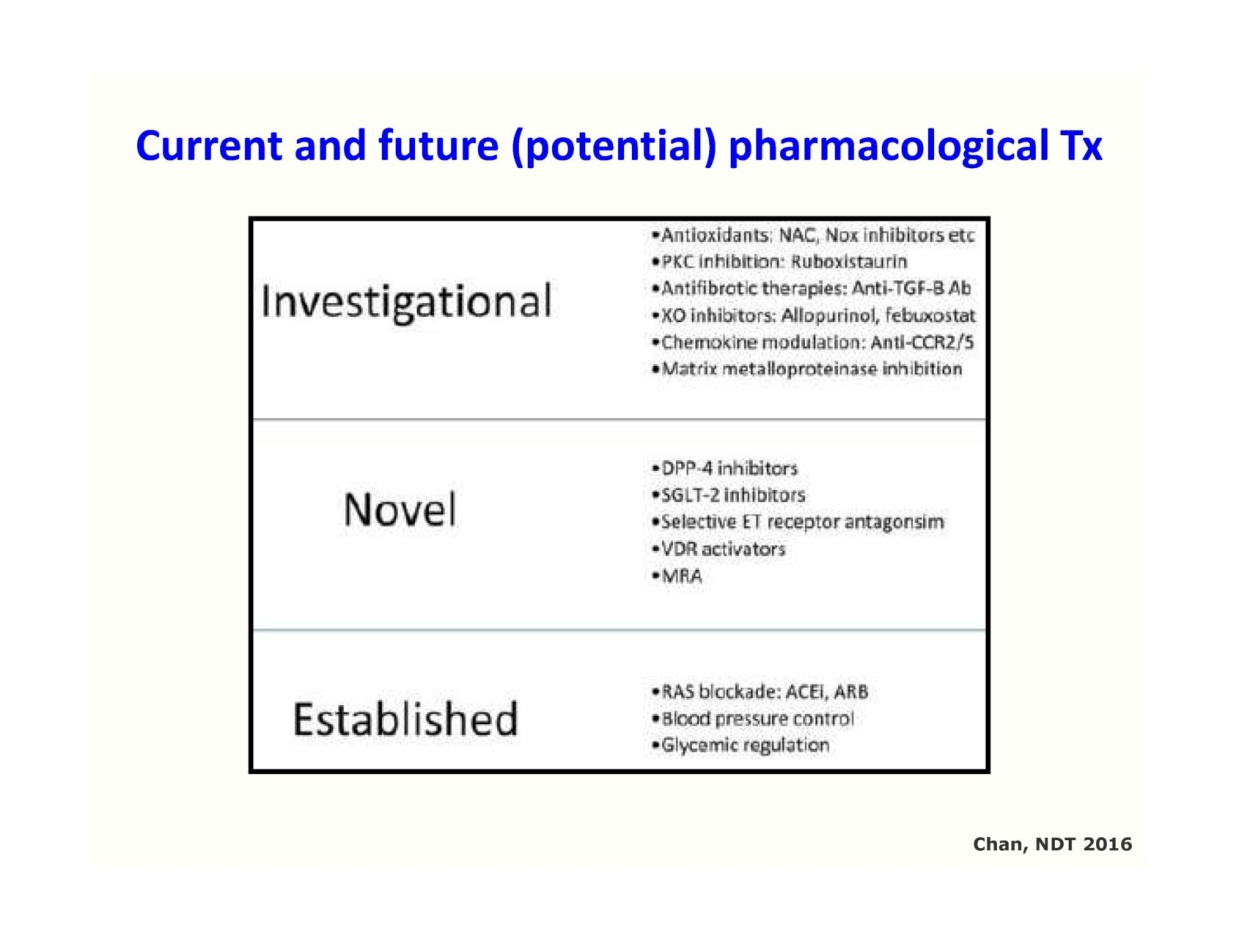 Current and future (potential) pharmacological Tx
Investigational
•Antioxidants: NAC, Nox inhibitors etc
•PKC inhibition: Ruboxistaurin
•Antifibrotic therapies: Anti-TGF-B Ab
•XO inhibitors: Allopurinol, febuxostat
•Chemokine modulation: Anti-CCR2/5
•Matrix metalloproteinase inhibition
Novel
•DPP-4 inhibitors
•SGLT-2 inhibitors
•Selective ET receptor antagonsim
•VDR activators
•MRA
Established
•RAS blockade: ACEi, ARB
•Blood pressure control
•Glycemic regulation
Chan, NDT 2016